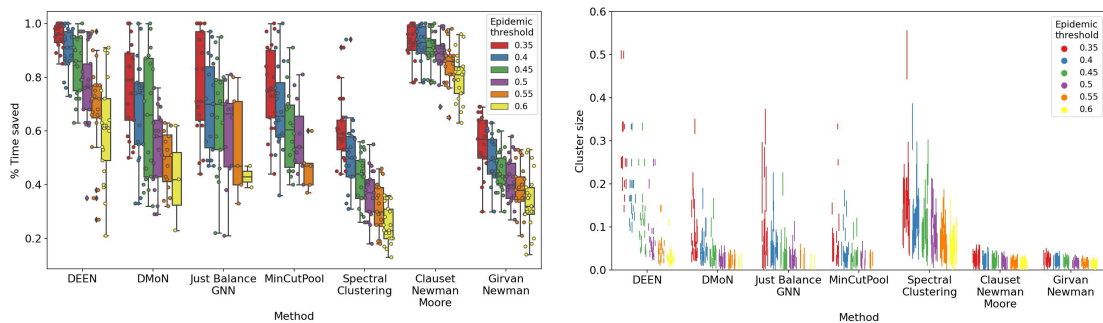 1.0
0.8
0.6
0.4
0.2
% Time saved
Epidemic
threshold
0.35
0.4
0.45
0.5
0.55
0.6
DEEN
DMoN
Just Balance
GNN
MinCutPool
Spectral
Clustering
Clauset
Newman
Moore
Girvan
Newman
Method
0.6
0.5
0.4
0.3
0.2
0.1
0.0
Cluster size
Epidemic
threshold
0.35
0.4
0.45
0.5
0.55
0.6
DEEN
DMoN
Just Balance
GNN
MinCutPool
Spectral
Clustering
Clauset
Newman
Moore
Girvan
Newman
Method